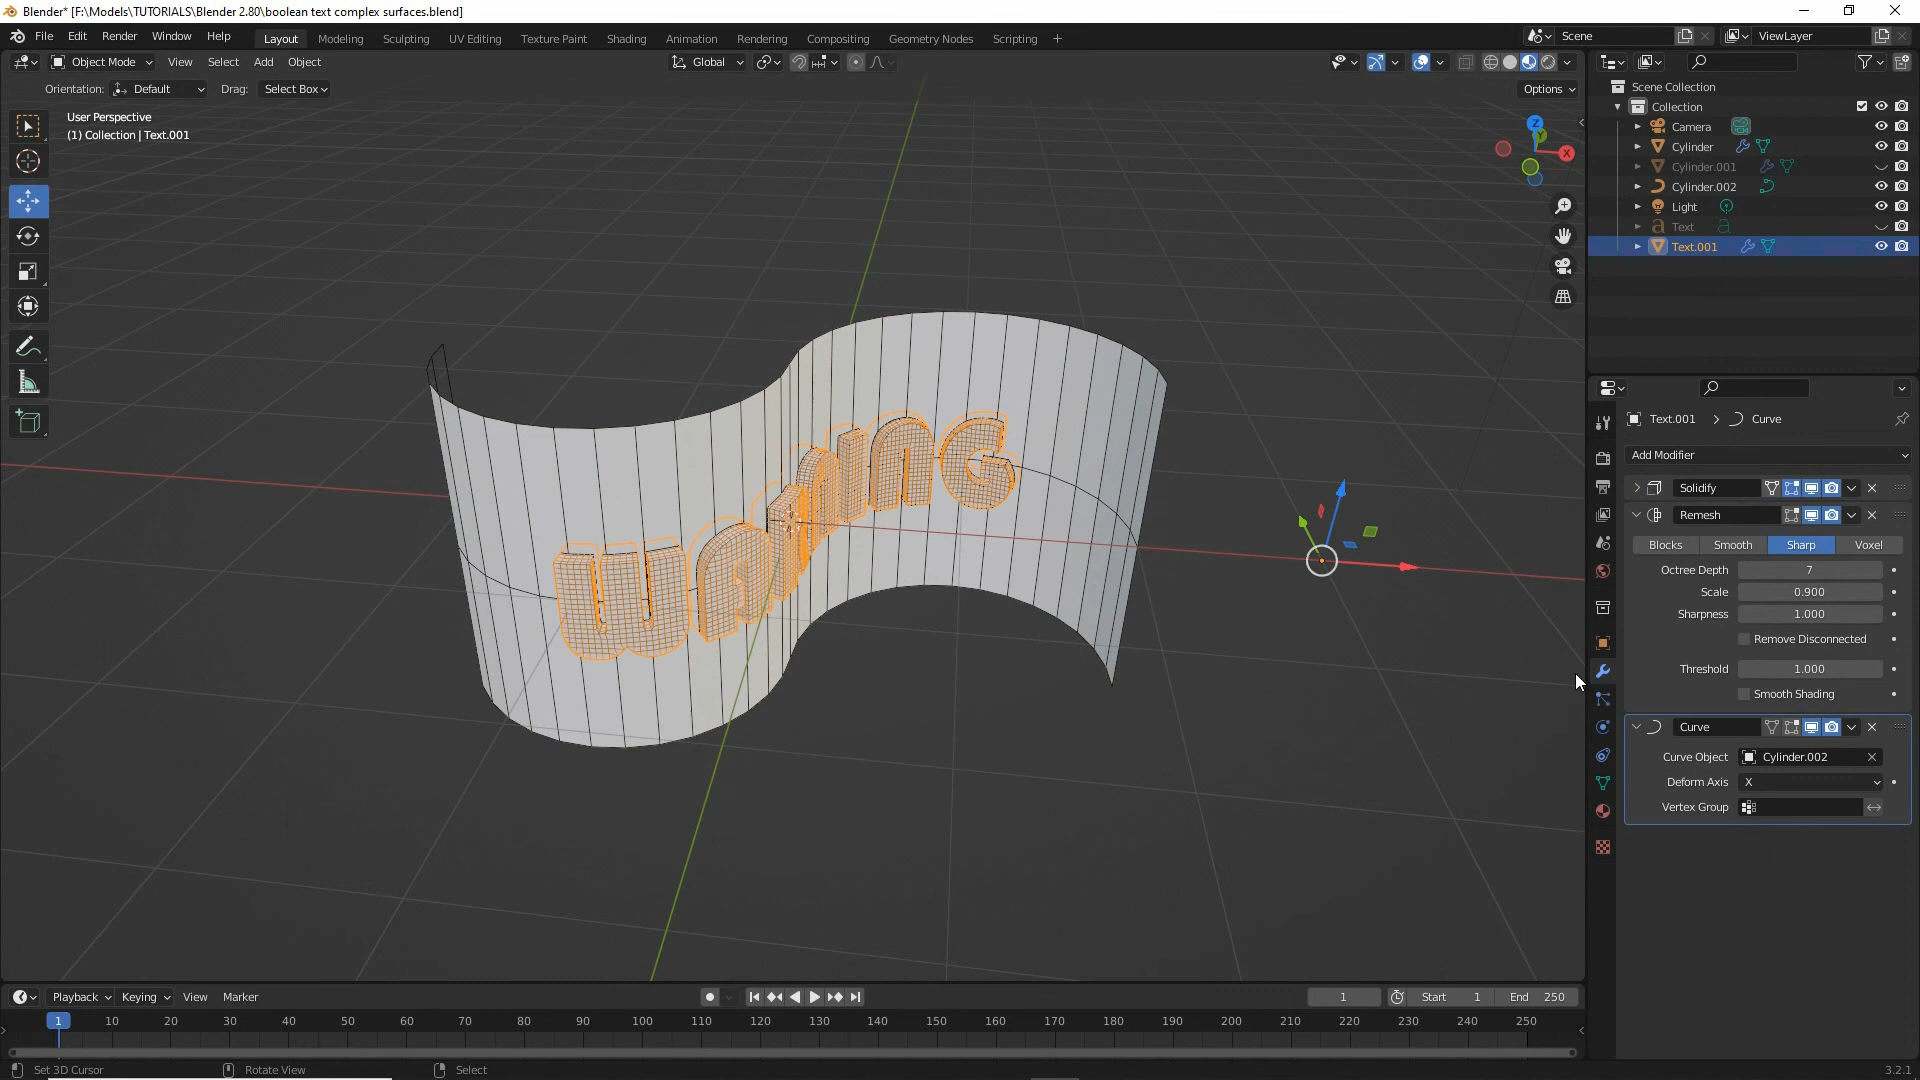 Blender* [F:\Models\TUTORIALS\Blender 2.80\boolean text complex surfaces.blend]
File Edit Render Window Help Layout Modeling Sculpting UV Editing Texture Paint Shading Animation Rendering Compositing Geometry Nodes Scripting + Scene ViewLayer
Object Mode View Select Add Object Global
Orientation: Default Drag: Select Box Options
User Perspective
(1) Collection | Text.001
Z
Y
X
Scene Collection
Collection
Camera
Cylinder
Cylinder.001
Cylinder.002
Light
Text
Text.001
Text.001 > Curve
Add Modifier
Solidify
Remesh
Blocks Smooth Sharp Voxel
Octree Depth 7
Scale 0.900
Sharpness 1.000
Remove Disconnected
Threshold 1.000
Smooth Shading
Curve
Curve Object Cylinder.002
Deform Axis X
Vertex Group
Playback Keying View Marker 1 Start 1 End 250
1 10 20 30 40 50 60 70 80 90 100 110 120 130 140 150 160 170 180 190 200 210 220 230 240 250
Set 3D Cursor Rotate View Select 3.2.1